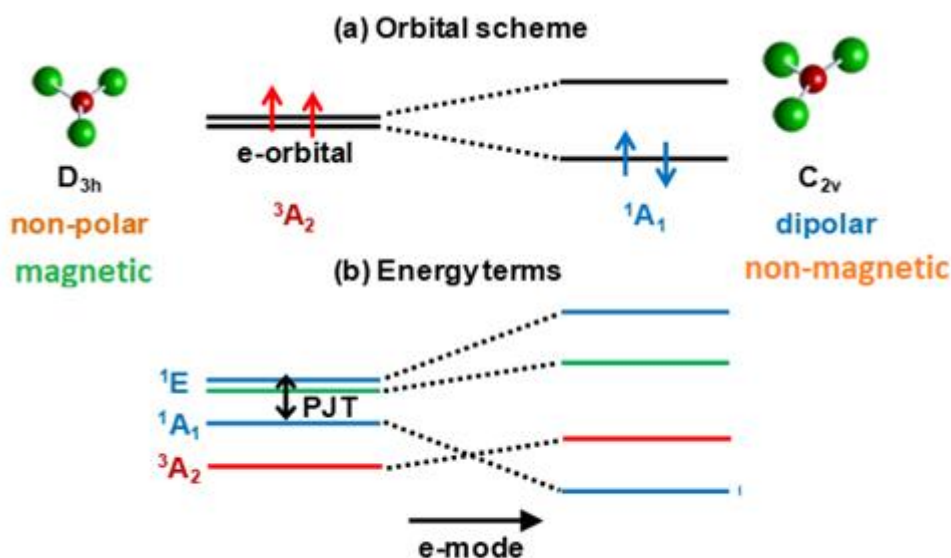 (a) Orbital scheme
e-orbital
D3h
C2v
non-polar
³A₂
¹A₁
dipolar
magnetic
non-magnetic
(b) Energy terms
¹E
PJT
¹A₁
³A₂
e-mode